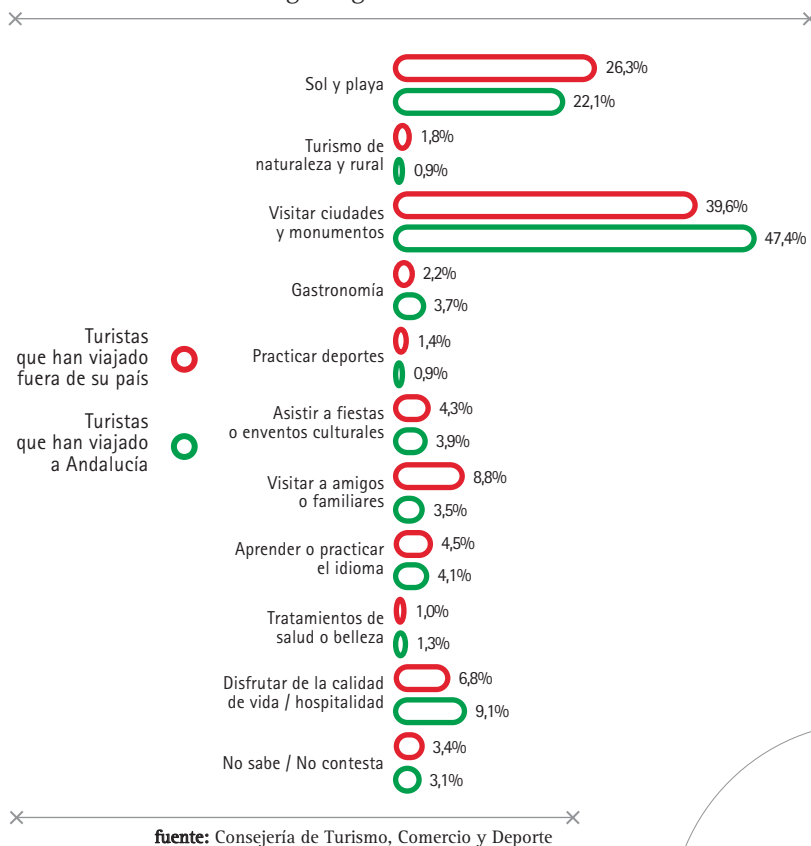 Sol y playa
26,3%
22,1%
Turismo de
naturaleza y rural
1,8%
0,9%
Visitar ciudades
y monumentos
39,6%
47,4%
Gastronomía
2,2%
3,7%
Turistas
que han viajado
fuera de su país
Practicar deportes
1,4%
0,9%
Turistas
que han viajado
a Andalucía
Asistir a fiestas
o enventos culturales
4,3%
3,9%
Visitar a amigos
o familiares
8,8%
3,5%
Aprender o practicar
el idioma
4,5%
4,1%
Tratamientos de
salud o belleza
1,0%
1,3%
Disfrutar de la calidad
de vida / hospitalidad
6,8%
9,1%
No sabe / No contesta
3,4%
3,1%
fuente: Consejería de Turismo, Comercio y Deporte